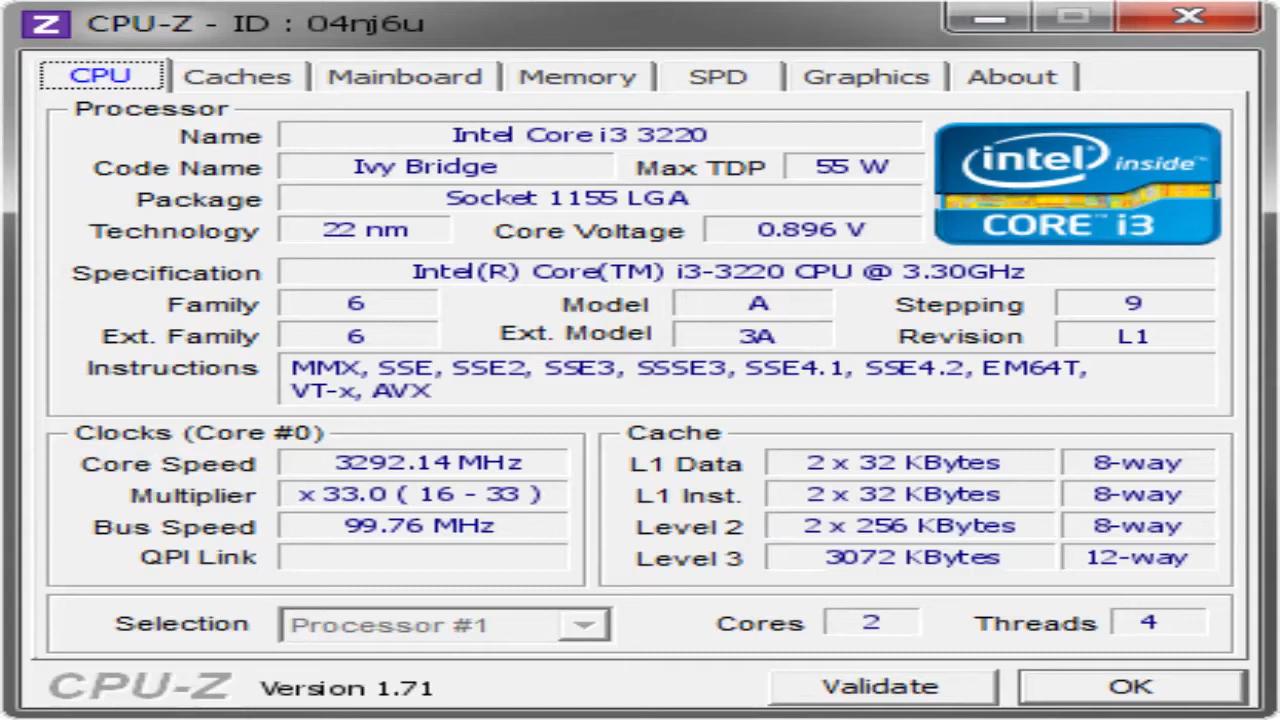 CPU-Z - ID : 04nj6u
CPU Caches Mainboard Memory SPD Graphics About
Processor
Name Intel Core i3 3220
Code Name Ivy Bridge Max TDP 55 W
Package Socket 1155 LGA
Technology 22 nm Core Voltage 0.896 V
intel inside™
CORE™ i3
Specification Intel(R) Core(TM) i3-3220 CPU @ 3.30GHz
Family 6 Model A Stepping 9
Ext. Family 6 Ext. Model 3A Revision L1
Instructions MMX, SSE, SSE2, SSE3, SSSE3, SSE4.1, SSE4.2, EM64T,
VT-x, AVX
Clocks (Core #0)
Core Speed 3292.14 MHz
Multiplier x 33.0 ( 16 - 33 )
Bus Speed 99.76 MHz
QPI Link
Cache
L1 Data 2 x 32 KBytes 8-way
L1 Inst. 2 x 32 KBytes 8-way
Level 2 2 x 256 KBytes 8-way
Level 3 3072 KBytes 12-way
Selection Processor #1 Cores 2 Threads 4
CPU-Z Version 1.71 Validate OK